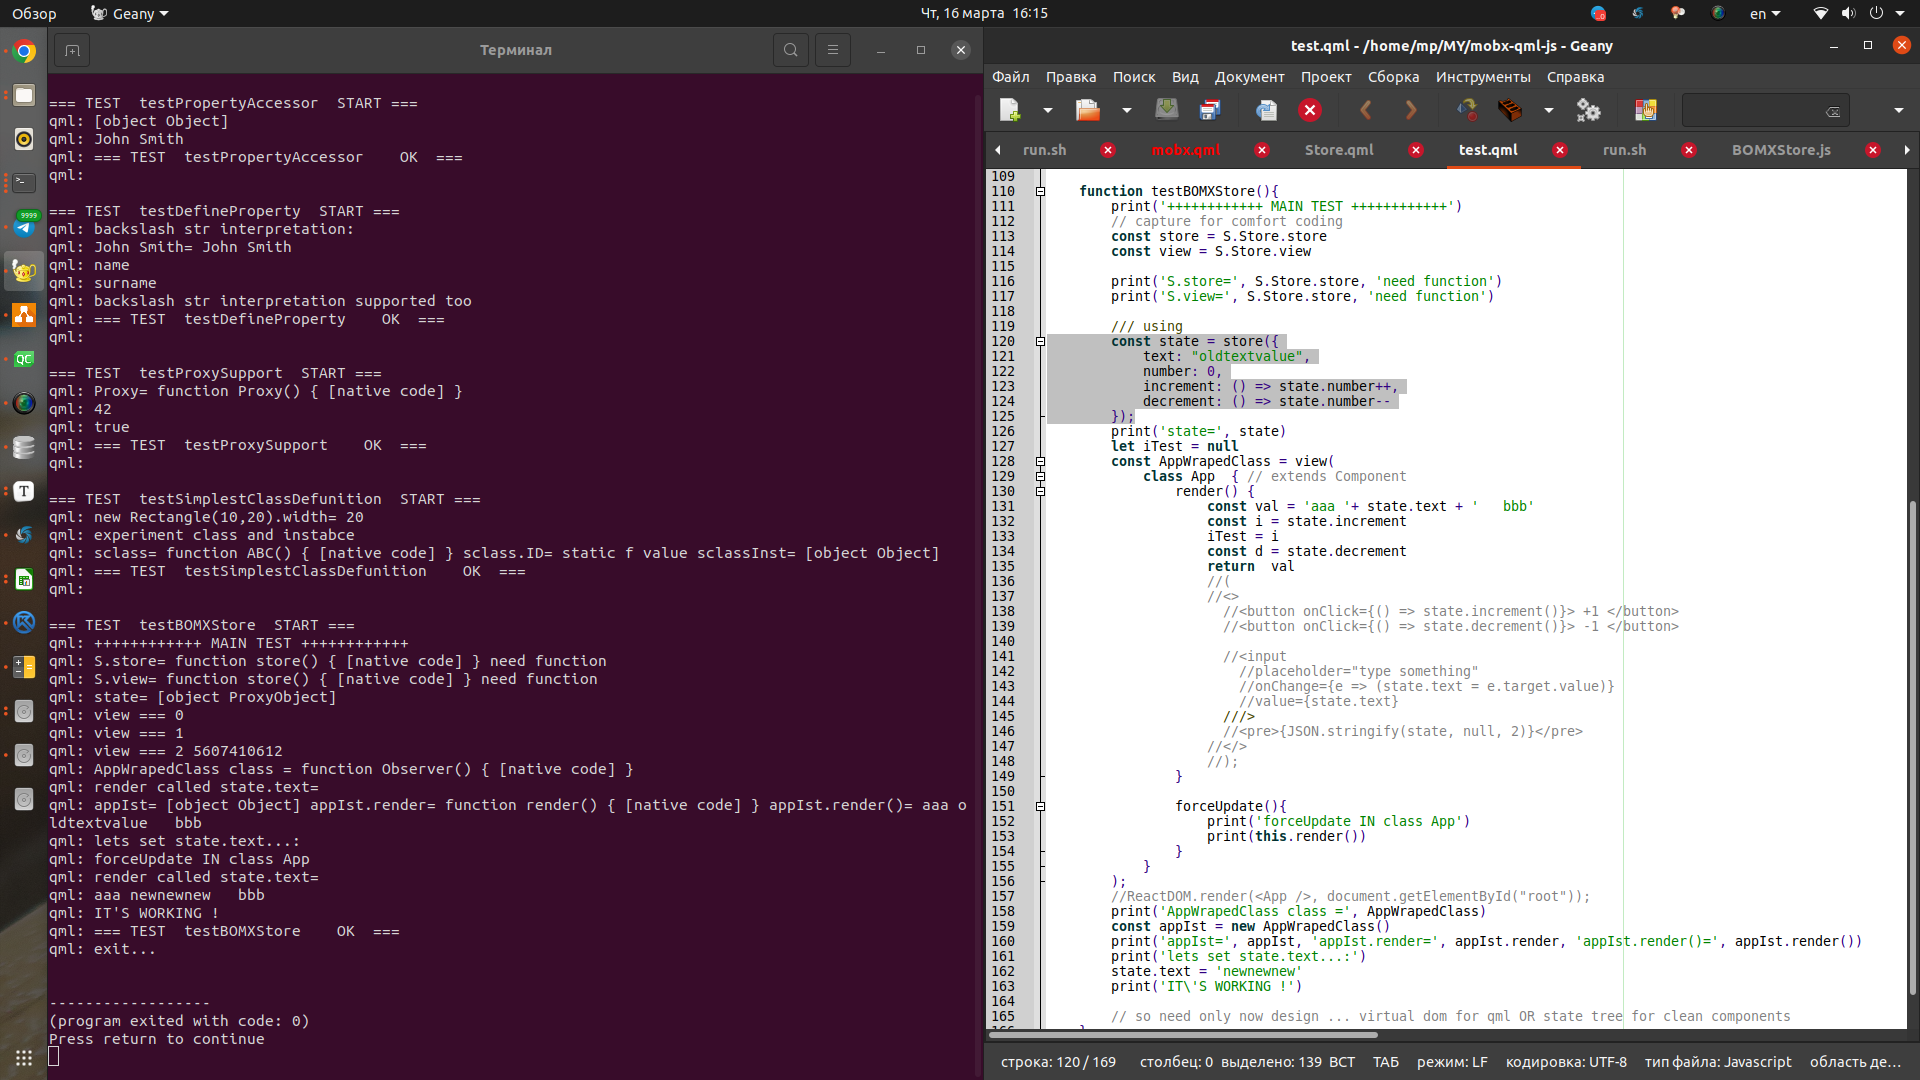 Обзор
Geany
Чт, 16 марта 16:15
en
Терминал
=== TEST  testPropertyAccessor  START ===
qml: [object Object]
qml: John Smith
qml: === TEST  testPropertyAccessor    OK  ===
qml:
=== TEST  testDefineProperty  START ===
qml: backslash str interpretation:
qml: John Smith= John Smith
qml: name
qml: surname
qml: backslash str interpretation supported too
qml: === TEST  testDefineProperty    OK  ===
qml:
=== TEST  testProxySupport  START ===
qml: Proxy= function Proxy() { [native code] }
qml: 42
qml: true
qml: === TEST  testProxySupport    OK  ===
qml:
=== TEST  testSimplestClassDefunition  START ===
qml: new Rectangle(10,20).width= 20
qml: experiment class and instabce
qml: sclass= function ABC() { [native code] } sclass.ID= static f value sclassInst= [object Object]
qml: === TEST  testSimplestClassDefunition    OK  ===
qml:
=== TEST  testBOMXStore  START ===
qml: ++++++++++++ MAIN TEST ++++++++++++
qml: S.store= function store() { [native code] } need function
qml: S.view= function store() { [native code] } need function
qml: state= [object ProxyObject]
qml: view === 0
qml: view === 1
qml: view === 2 5607410612
qml: AppWrapedClass class = function Observer() { [native code] }
qml: render called state.text=
qml: appIst= [object Object] appIst.render= function render() { [native code] } appIst.render()= aaa o
ldtextvalue   bbb
qml: lets set state.text...:
qml: forceUpdate IN class App
qml: render called state.text=
qml: aaa newnewnew   bbb
qml: IT'S WORKING !
qml: === TEST  testBOMXStore    OK  ===
qml: exit...
------------------
(program exited with code: 0)
Press return to continue
9999
test.qml - /home/mp/MY/mobx-qml-js - Geany
Файл Правка Поиск Вид Документ Проект Сборка Инструменты Справка
run.sh mobx.qml Store.qml test.qml run.sh BOMXStore.js
109
110     function testBOMXStore(){
111         print('++++++++++++ MAIN TEST ++++++++++++')
112         // capture for comfort coding
113         const store = S.Store.store
114         const view = S.Store.view
115
116         print('S.store=', S.Store.store, 'need function')
117         print('S.view=', S.Store.store, 'need function')
118
119         /// using
120         const state = store({
121             text: "oldtextvalue",
122             number: 0,
123             increment: () => state.number++,
124             decrement: () => state.number--
125         });
126         print('state=', state)
127         let iTest = null
128         const AppWrapedClass = view(
129             class App  { // extends Component
130                 render() {
131                     const val = 'aaa '+ state.text + '   bbb'
132                     const i = state.increment
133                     iTest = i
134                     const d = state.decrement
135                     return  val
136                     //(
137                     //<>
138                       //<button onClick={() => state.increment()}> +1 </button>
139                       //<button onClick={() => state.decrement()}> -1 </button>
140
141                       //<input
142                         //placeholder="type something"
143                         //onChange={e => (state.text = e.target.value)}
144                         //value={state.text}
145                       ///>
146                       //<pre>{JSON.stringify(state, null, 2)}</pre>
147                     //</>
148                     //);
149                 }
150
151                 forceUpdate(){
152                     print('forceUpdate IN class App')
153                     print(this.render())
154                 }
155             }
156         );
157         //ReactDOM.render(<App />, document.getElementById("root"));
158         print('AppWrapedClass class =', AppWrapedClass)
159         const appIst = new AppWrapedClass()
160         print('appIst=', appIst, 'appIst.render=', appIst.render, 'appIst.render()=', appIst.render())
161         print('lets set state.text...:')
162         state.text = 'newnewnew'
163         print('IT\'S WORKING !')
164
165         // so need only now design ... virtual dom for qml OR state tree for clean components
строка: 120 / 169 столбец: 0 выделено: 139 ВСТ ТАБ режим: LF кодировка: UTF-8 тип файла: Javascript область де...